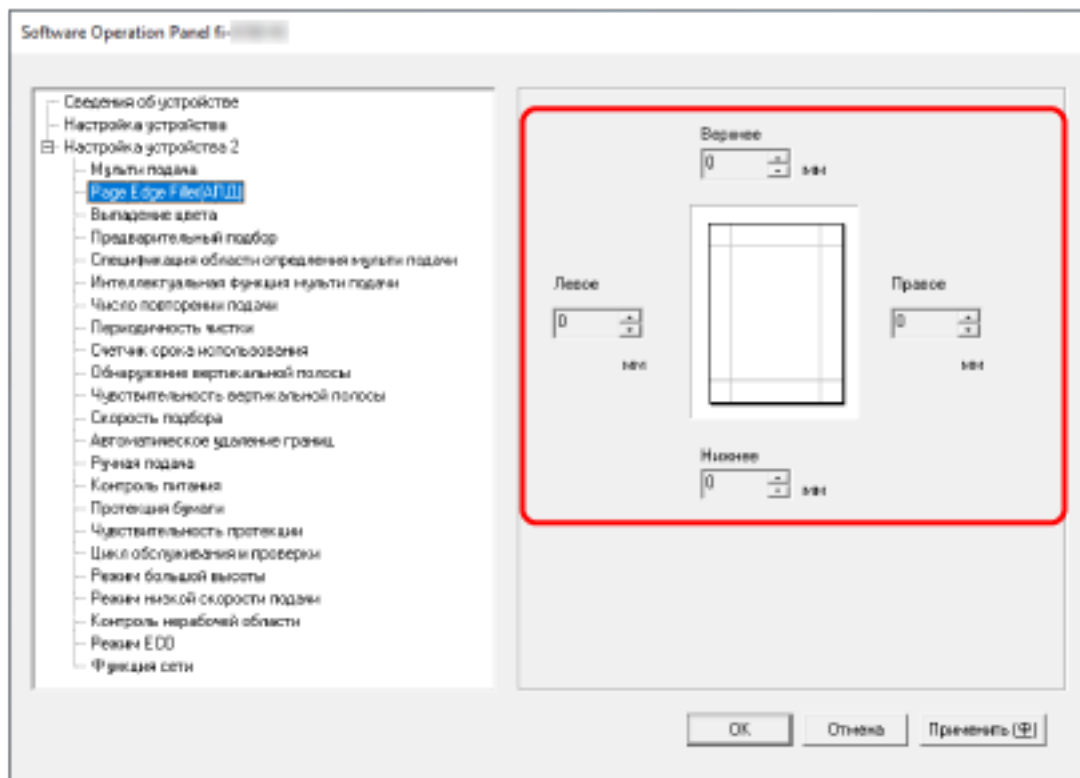 Software Operation Panel fi-
Сведения об устройстве
Настройка устройства
Настройка устройства 2
Мульти подача
Page Edge Filler(АПД)
Выпадение цвета
Предварительный подбор
Спецификация области опредления мульти подачи
Интеллектуальная функция мульти подачи
Число повторении подачи
Периодичность чистки
Счетчик срока использования
Обнаружение вертикальной полосы
Чувствительность вертикальной полосы
Скорость подбора
Автоматическое удаление границ
Ручная подача
Контроль питания
Протекция бумаги
Чувствительность протекции
Цикл обслуживания и проверки
Режим большой высоты
Режим низкой скорости подачи
Контроль нерабочей области
Режим ECO
Функция сети
Верхнее
0 мм
Левое
0
мм
Правое
0
мм
Нижнее
0 мм
OK Отмена Применить (Ф)